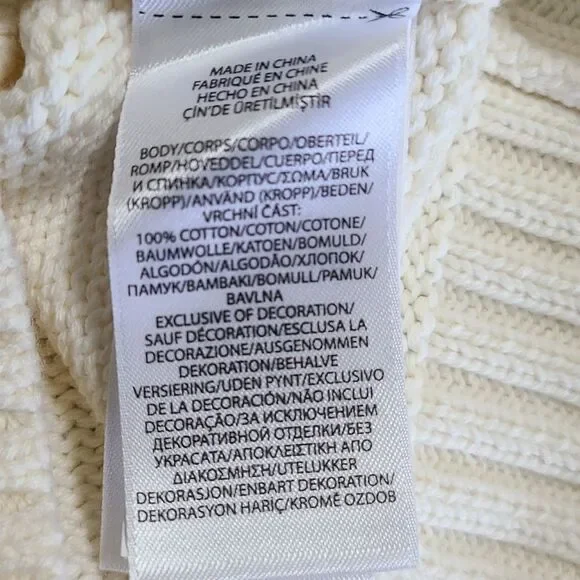 MADE IN CHINA
FABRIQUÉ EN CHINE
HECHO EN CHINA
ÇİN'DE ÜRETİLMİŞTİR
BODY/CORPS/CORPO/OBERTEIL/
ROMP/HOVEDDEL/CUERPO/ПЕРЕД
И СПИНКА/КОРПУС/ΣΩΜΑ/BRUK
(KROPP)/ANVÄND (KROPP)/BEDEN/
VRCHNÍ ČÁST:
100% COTTON/COTON/COTONE/
BAUMWOLLE/KATOEN/BOMULD/
ALGODÓN/ALGODÃO/ХЛОПОК/
ПАМУК/ΒΑΜΒΑΚΙ/BOMULL/PAMUK/
BAVLNA
EXCLUSIVE OF DECORATION/
SAUF DÉCORATION/ESCLUSA LA
DECORAZIONE/AUSGENOMMEN
DEKORATION/BEHALVE
VERSIERING/UDEN PYNT/EXCLUSIVO
DE LA DECORACIÓN/NÃO INCLUI
DECORAÇÃO/ЗА ИСКЛЮЧЕНИЕМ
ДЕКОРАТИВНОЙ ОТДЕЛКИ/БЕЗ
УКРАСАТА/ΑΠΟΚΛΕΙΣΤΙΚΗ ΑΠΟ
ΔΙΑΚΟΣΜΗΣΗ/UTELUKKER
DEKORASJON/ENBART DEKORATION/
DEKORASYON HARİÇ/KROMĚ OZDOB